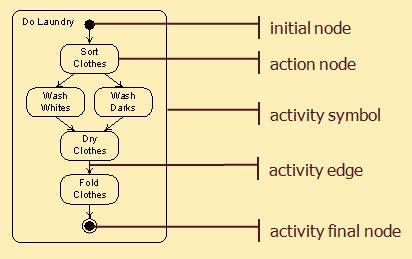 Do Laundry
initial node
Sort
Clothes
action node
Wash
Whites
Wash
Darks
activity symbol
Dry
Clothes
activity edge
Fold
Clothes
activity final node